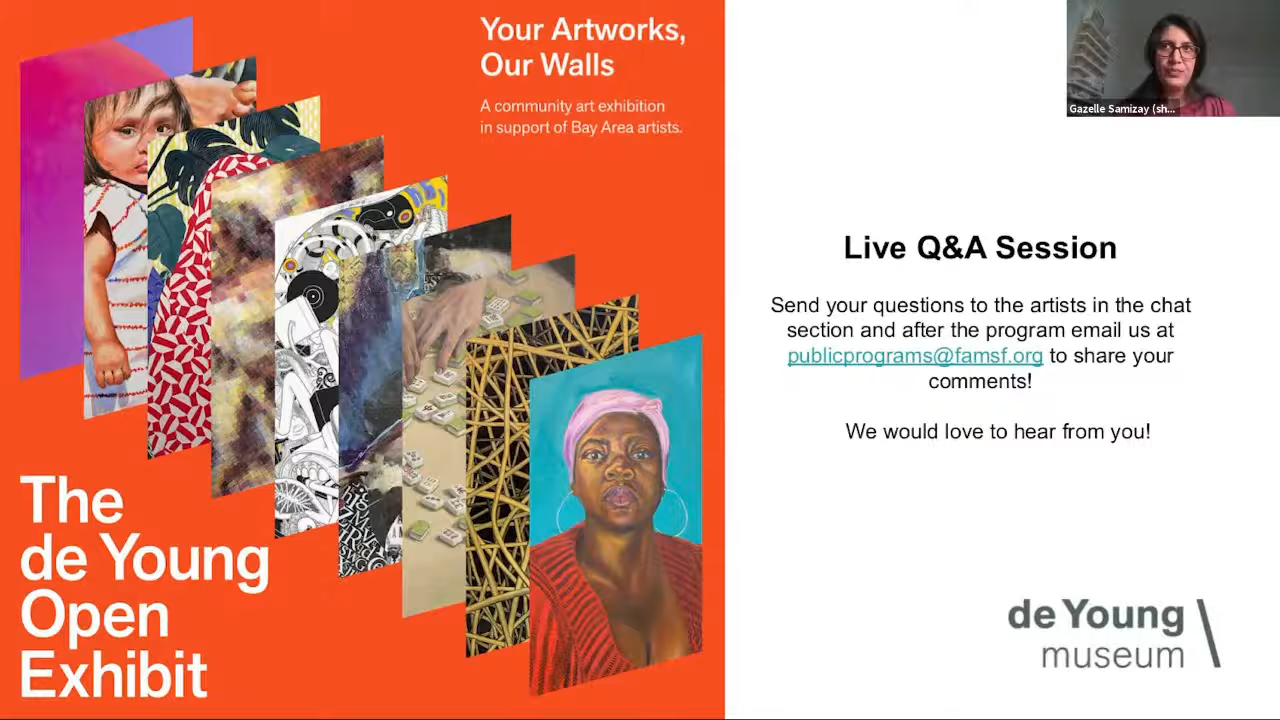 Your Artworks,
Our Walls
A community art exhibition
in support of Bay Area artists.
The
de Young
Open
Exhibit
Gazelle Samizay (sh...
Live Q&A Session
Send your questions to the artists in the chat
section and after the program email us at
publicprograms@famsf.org to share your
comments!
We would love to hear from you!
de Young
museum